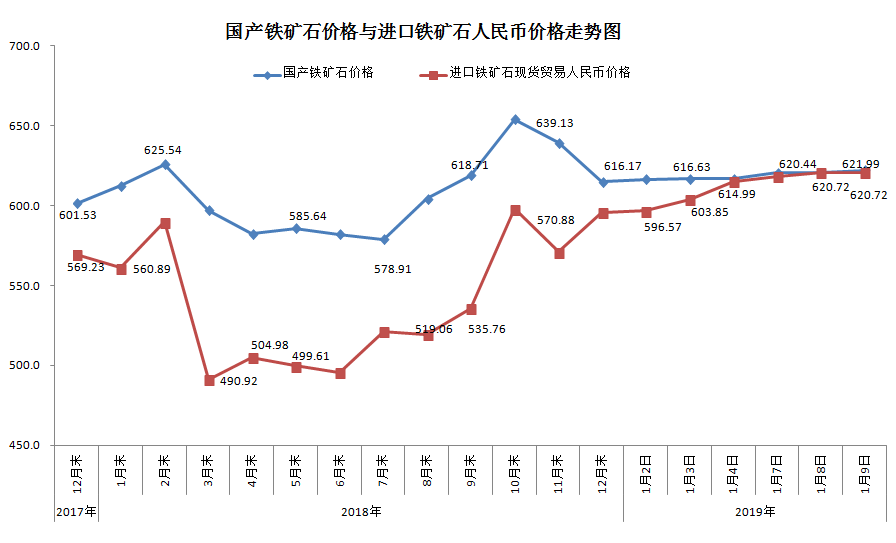 国产铁矿石价格与进口铁矿石人民币价格走势图
700.0
国产铁矿石价格
进口铁矿石现货贸易人民币价格
650.0
600.0
550.0
500.0
450.0
601.53
625.54
585.64
578.91
618.71
639.13
616.17
616.63
620.44
621.99
569.23
560.89
490.92
504.98
499.61
519.06
535.76
570.88
596.57
603.85
614.99
620.72
620.72
12月末
1月末
2月末
3月末
4月末
5月末
6月末
7月末
8月末
9月末
10月末
11月末
12月末
1月2日
1月3日
1月4日
1月7日
1月8日
1月9日
2017年
2018年
2019年